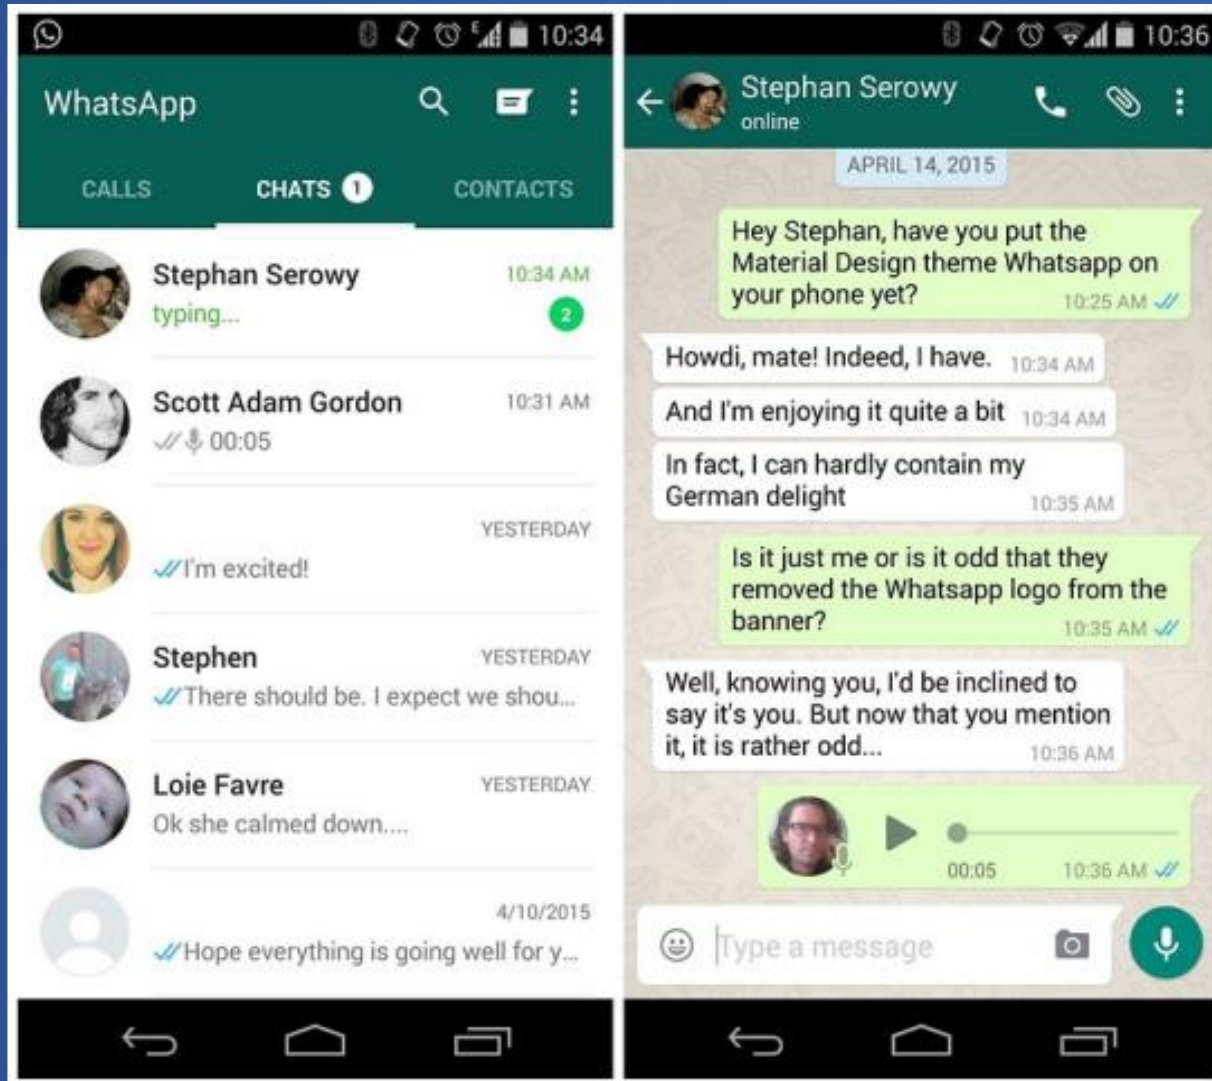 10:34
WhatsApp
CALLS CHATS 1 CONTACTS
Stephan Serowy 10:34 AM
typing... 2
Scott Adam Gordon 10:31 AM
00:05
YESTERDAY
I'm excited!
Stephen YESTERDAY
There should be. I expect we shou...
Loie Favre YESTERDAY
Ok she calmed down....
4/10/2015
Hope everything is going well for y...
10:36
Stephan Serowy
online
APRIL 14, 2015
Hey Stephan, have you put the
Material Design theme Whatsapp on
your phone yet? 10:25 AM
Howdi, mate! Indeed, I have. 10:34 AM
And I'm enjoying it quite a bit 10:34 AM
In fact, I can hardly contain my
German delight 10:35 AM
Is it just me or is it odd that they
removed the Whatsapp logo from the
banner? 10:35 AM
Well, knowing you, I'd be inclined to
say it's you. But now that you mention
it, it is rather odd... 10:36 AM
00:05 10:36 AM
Type a message